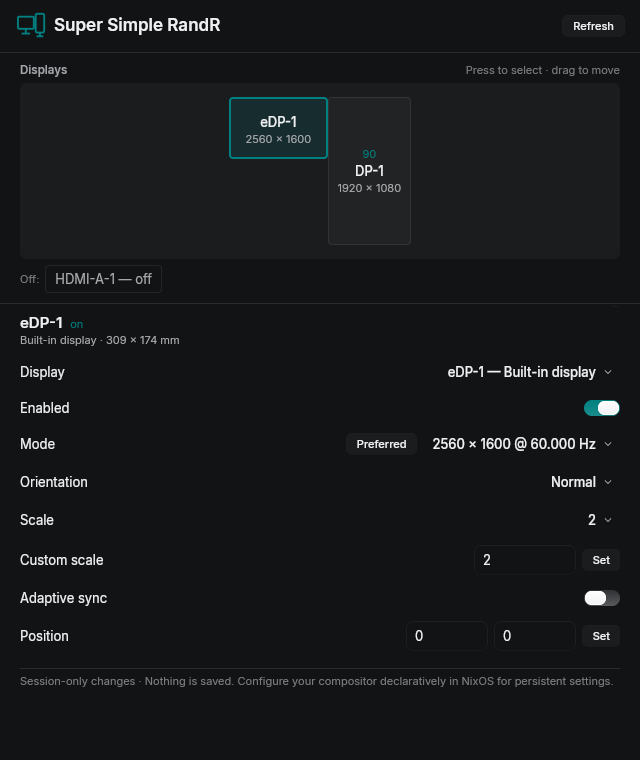 Super Simple RandR
Refresh
Displays
Press to select · drag to move
eDP-1
2560 × 1600
90
DP-1
1920 × 1080
Off:
HDMI-A-1 — off
eDP-1 on
Built-in display · 309 × 174 mm
Display
eDP-1 — Built-in display
Enabled
Mode
Preferred
2560 × 1600 @ 60.000 Hz
Orientation
Normal
Scale
2
Custom scale
2
Set
Adaptive sync
Position
0
0
Set
Session-only changes · Nothing is saved. Configure your compositor declaratively in NixOS for persistent settings.